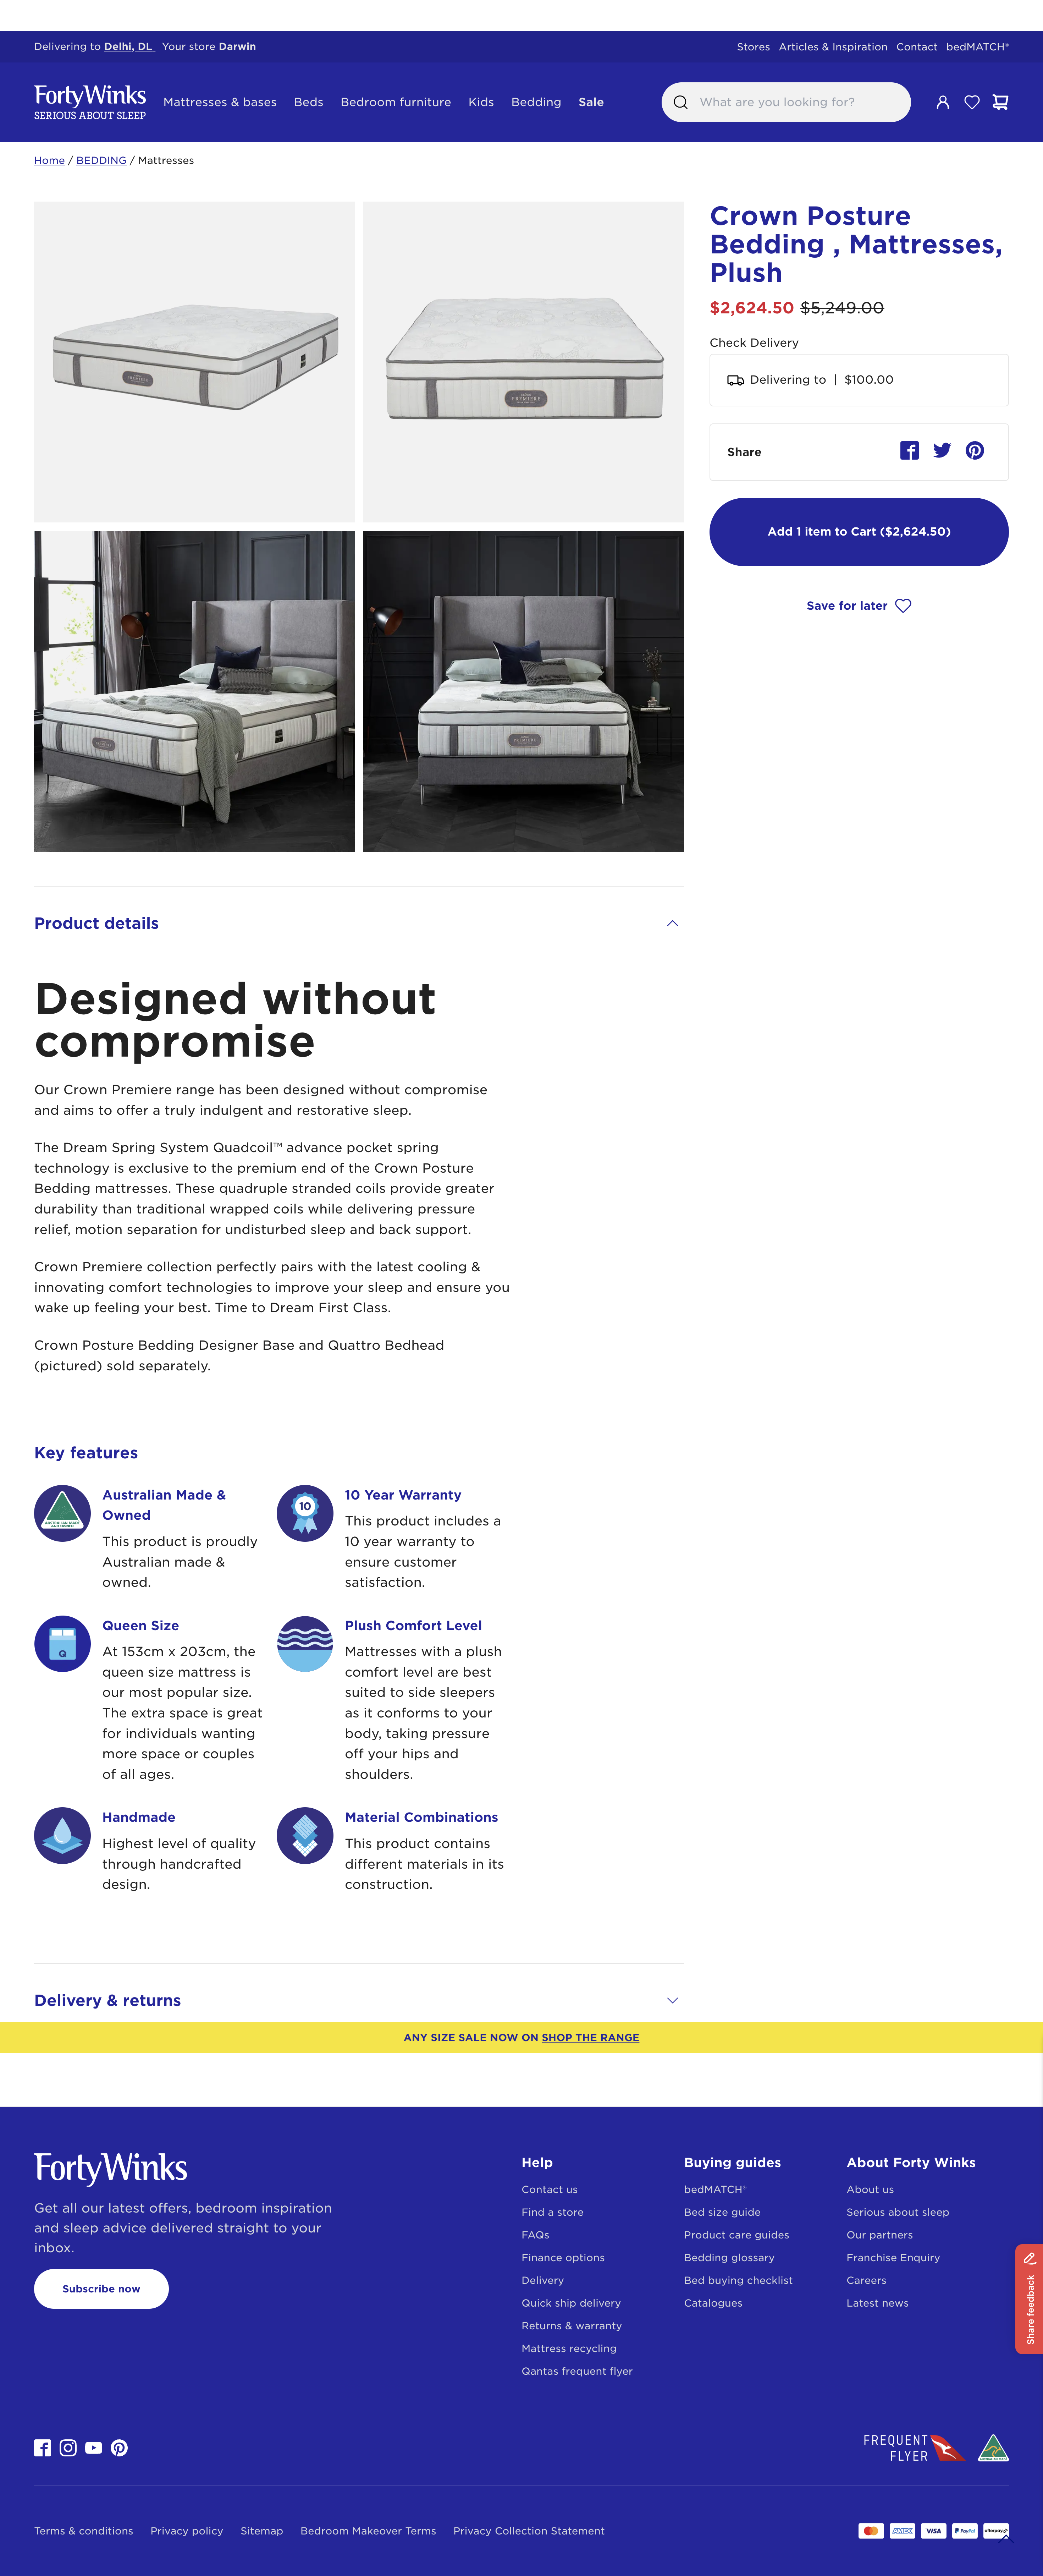 Delivering to Delhi, DL Your store Darwin
Stores Articles & Inspiration Contact bedMATCH®
FortyWinks
SERIOUS ABOUT SLEEP
Mattresses & bases Beds Bedroom furniture Kids Bedding Sale
What are you looking for?
Home / BEDDING / Mattresses
Crown Posture
Bedding , Mattresses,
Plush
$2,624.50 $5,249.00
Check Delivery
Delivering to | $100.00
Share
Add 1 item to Cart ($2,624.50)
Save for later
PREMIERE
PREMIERE
Product details
Designed without
compromise
Our Crown Premiere range has been designed without compromise
and aims to offer a truly indulgent and restorative sleep.
The Dream Spring System Quadcoil™ advance pocket spring
technology is exclusive to the premium end of the Crown Posture
Bedding mattresses. These quadruple stranded coils provide greater
durability than traditional wrapped coils while delivering pressure
relief, motion separation for undisturbed sleep and back support.
Crown Premiere collection perfectly pairs with the latest cooling &
innovating comfort technologies to improve your sleep and ensure you
wake up feeling your best. Time to Dream First Class.
Crown Posture Bedding Designer Base and Quattro Bedhead
(pictured) sold separately.
Key features
AUSTRALIAN MADE
AND OWNED
Australian Made &
Owned
This product is proudly
Australian made &
owned.
10
10 Year Warranty
This product includes a
10 year warranty to
ensure customer
satisfaction.
Q
Queen Size
At 153cm x 203cm, the
queen size mattress is
our most popular size.
The extra space is great
for individuals wanting
more space or couples
of all ages.
Plush Comfort Level
Mattresses with a plush
comfort level are best
suited to side sleepers
as it conforms to your
body, taking pressure
off your hips and
shoulders.
Handmade
Highest level of quality
through handcrafted
design.
Material Combinations
This product contains
different materials in its
construction.
Delivery & returns
ANY SIZE SALE NOW ON SHOP THE RANGE
FortyWinks
Get all our latest offers, bedroom inspiration
and sleep advice delivered straight to your
inbox.
Subscribe now
Help
Contact us
Find a store
FAQs
Finance options
Delivery
Quick ship delivery
Returns & warranty
Mattress recycling
Qantas frequent flyer
Buying guides
bedMATCH®
Bed size guide
Product care guides
Bedding glossary
Bed buying checklist
Catalogues
About Forty Winks
About us
Serious about sleep
Our partners
Franchise Enquiry
Careers
Latest news
Share feedback
FREQUENT
FLYER
Terms & conditions Privacy policy Sitemap Bedroom Makeover Terms Privacy Collection Statement
AMEX VISA PayPal afterpay